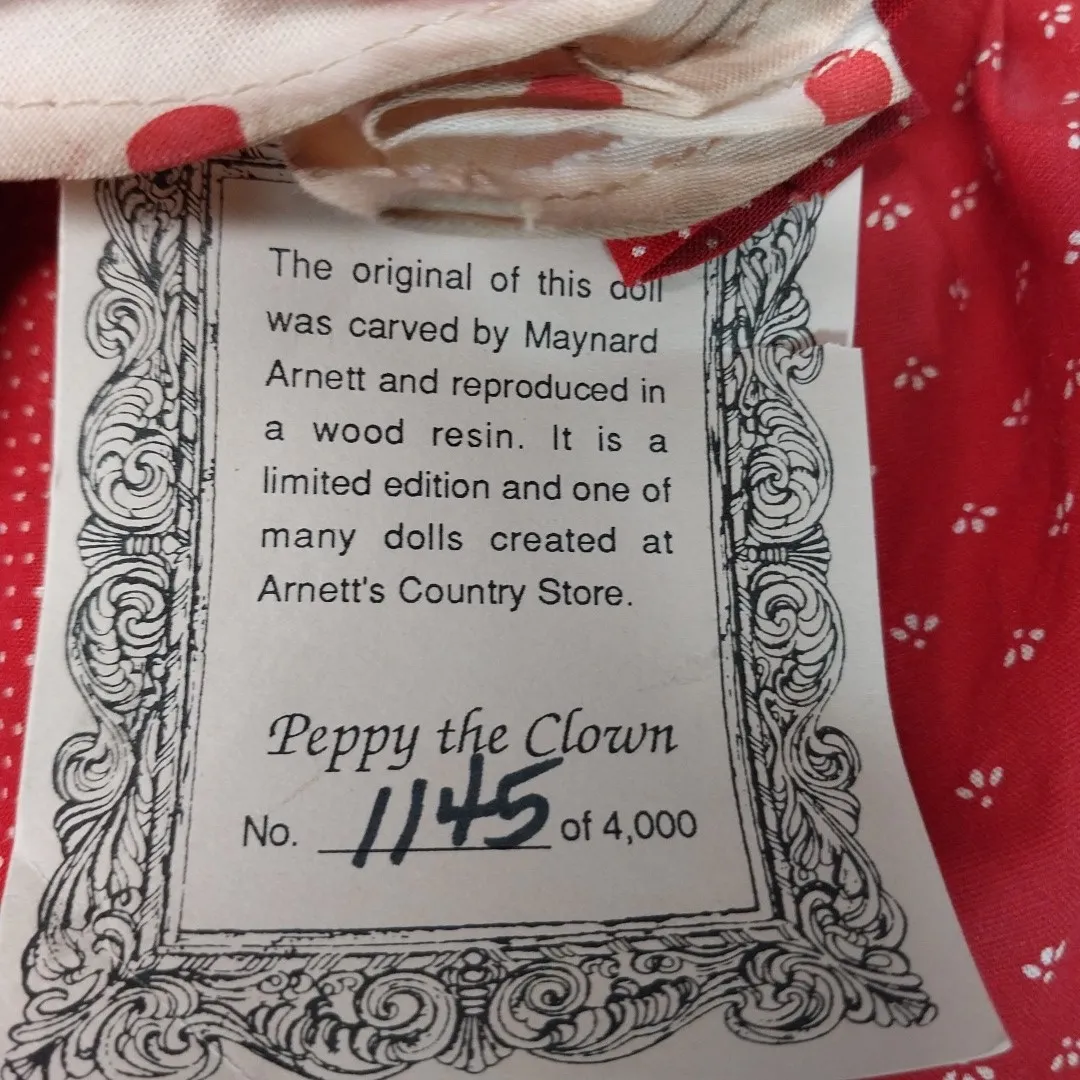 The original of this doll
was carved by Maynard
Arnett and reproduced in
a wood resin. It is a
limited edition and one of
many dolls created at
Arnett's Country Store.
Peppy the Clown
No. 1145 of 4,000